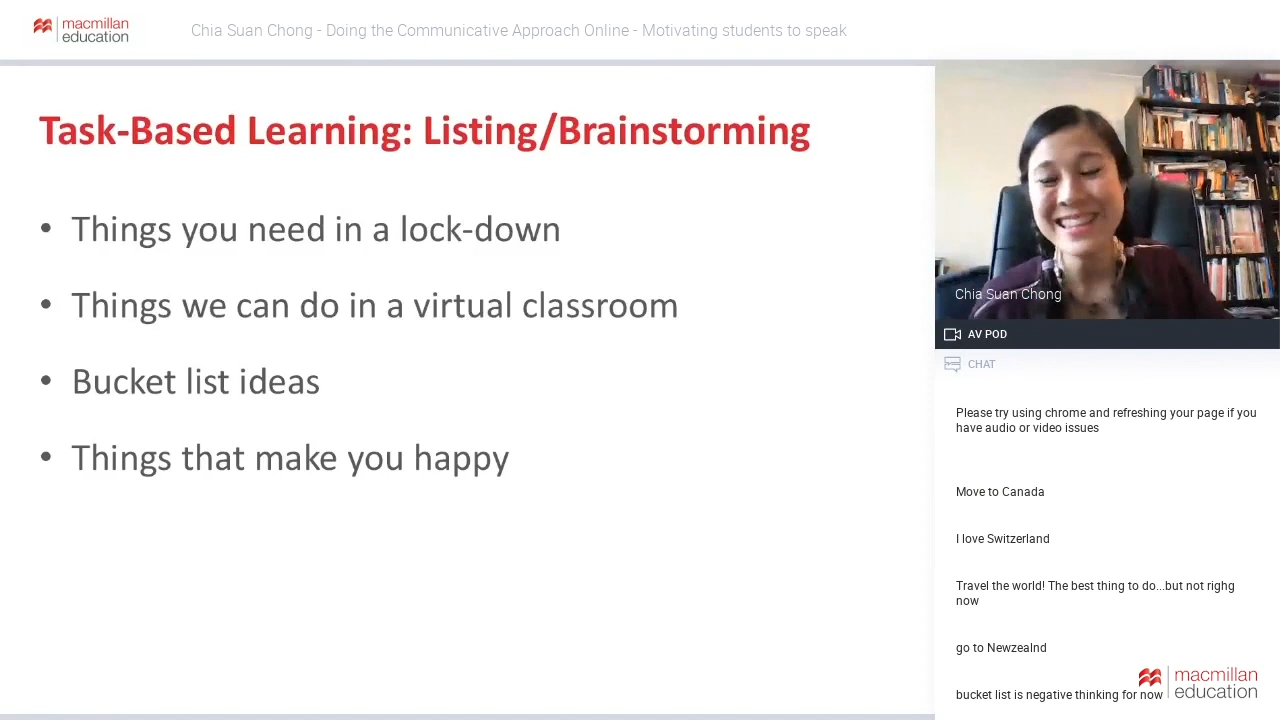 macmillan
education
Chia Suan Chong - Doing the Communicative Approach Online - Motivating students to speak
Task-Based Learning: Listing/Brainstorming
• Things you need in a lock-down
• Things we can do in a virtual classroom
• Bucket list ideas
• Things that make you happy
Chia Suan Chong
AV POD
CHAT
Please try using chrome and refreshing your page if you
have audio or video issues
Move to Canada
I love Switzerland
Travel the world! The best thing to do...but not righg
now
go to Newzealnd
bucket list is negative thinking for now
macmillan
education